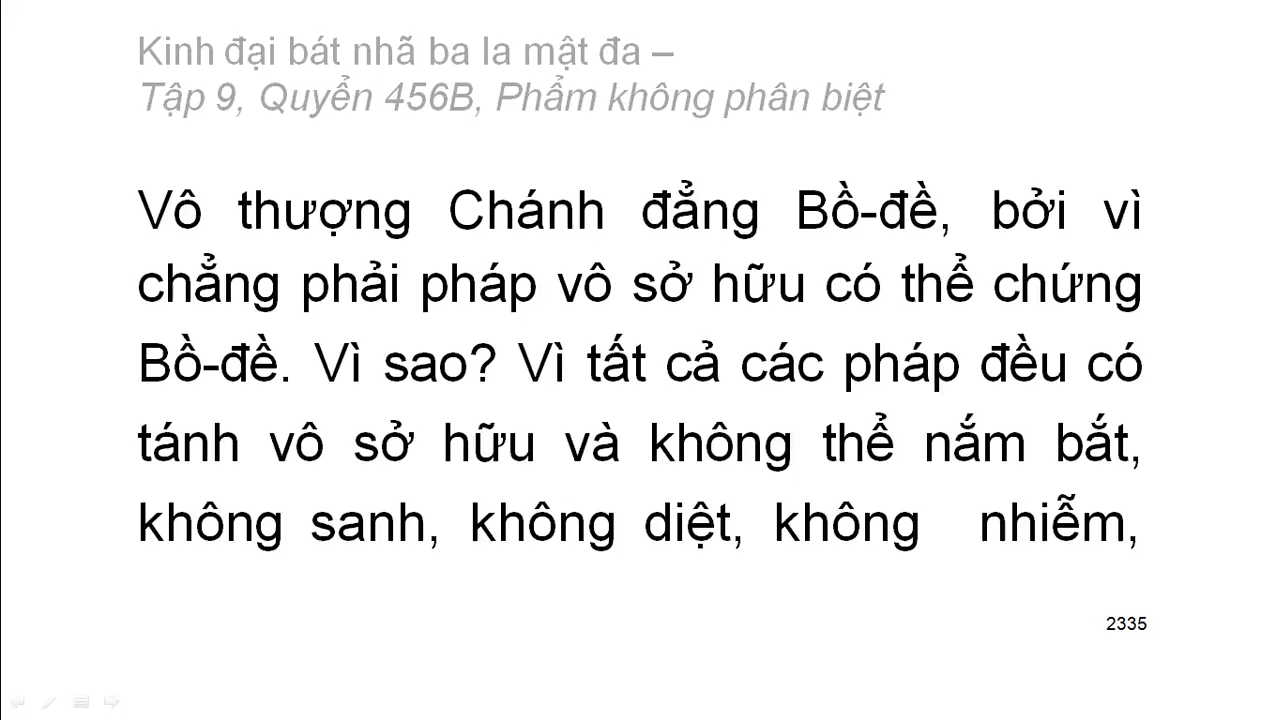 Kinh đại bát nhã ba la mật đa –
Tập 9, Quyển 456B, Phẩm không phân biệt
Vô thượng Chánh đẳng Bồ-đề, bởi vì
chẳng phải pháp vô sở hữu có thể chứng
Bồ-đề. Vì sao? Vì tất cả các pháp đều có
tánh vô sở hữu và không thể nắm bắt,
không sanh, không diệt, không nhiễm,
2335